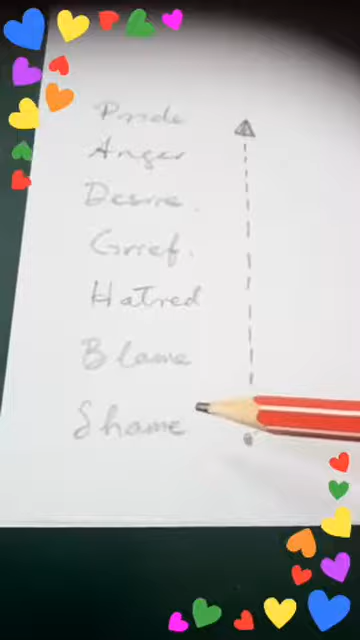 Pride
Anger
Desire.
Grief.
Hatred
Blame
Shame